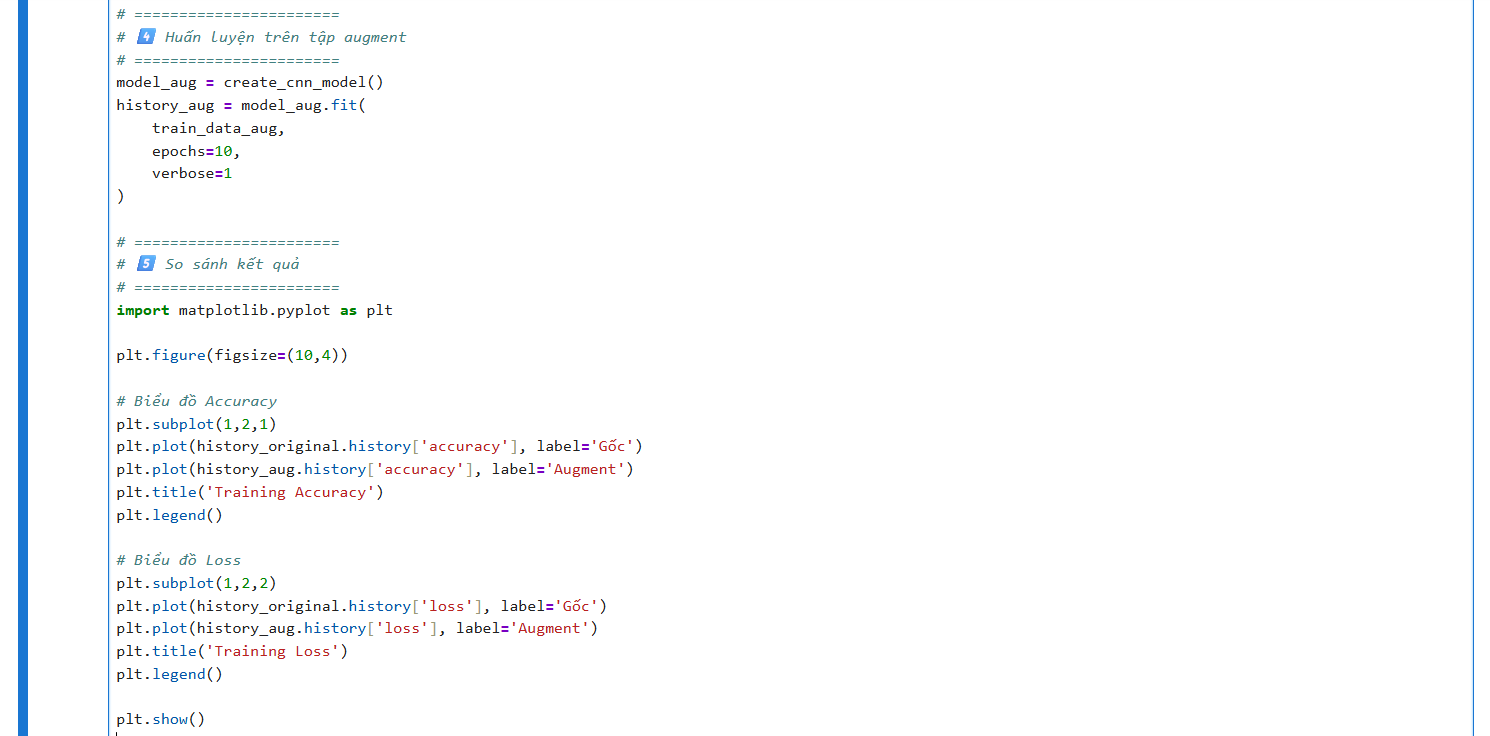 # =======================
# 4️⃣ Huấn luyện trên tập augment
# =======================
model_aug = create_cnn_model()
history_aug = model_aug.fit(
    train_data_aug,
    epochs=10,
    verbose=1
)
# =======================
# 5️⃣ So sánh kết quả
# =======================
import matplotlib.pyplot as plt
plt.figure(figsize=(10,4))
# Biểu đồ Accuracy
plt.subplot(1,2,1)
plt.plot(history_original.history['accuracy'], label='Gốc')
plt.plot(history_aug.history['accuracy'], label='Augment')
plt.title('Training Accuracy')
plt.legend()
# Biểu đồ Loss
plt.subplot(1,2,2)
plt.plot(history_original.history['loss'], label='Gốc')
plt.plot(history_aug.history['loss'], label='Augment')
plt.title('Training Loss')
plt.legend()
plt.show()